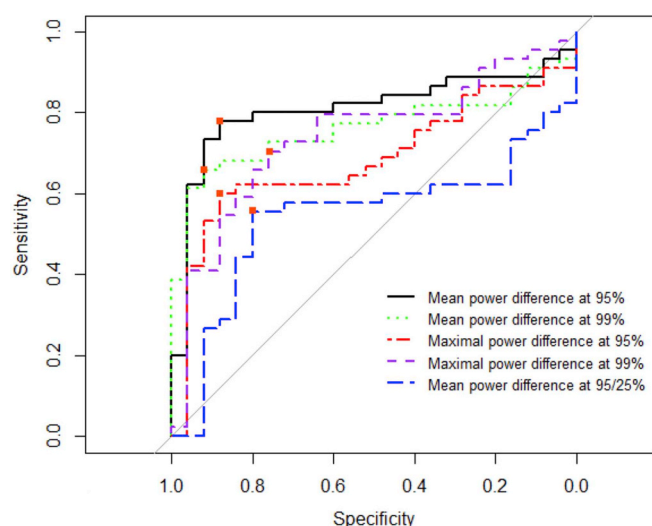 1.0
0.8
0.6
0.4
0.2
0.0
Sensitivity
Mean power difference at 95%
Mean power difference at 99%
Maximal power difference at 95%
Maximal power difference at 99%
Mean power difference at 95/25%
1.0 0.8 0.6 0.4 0.2 0.0
Specificity